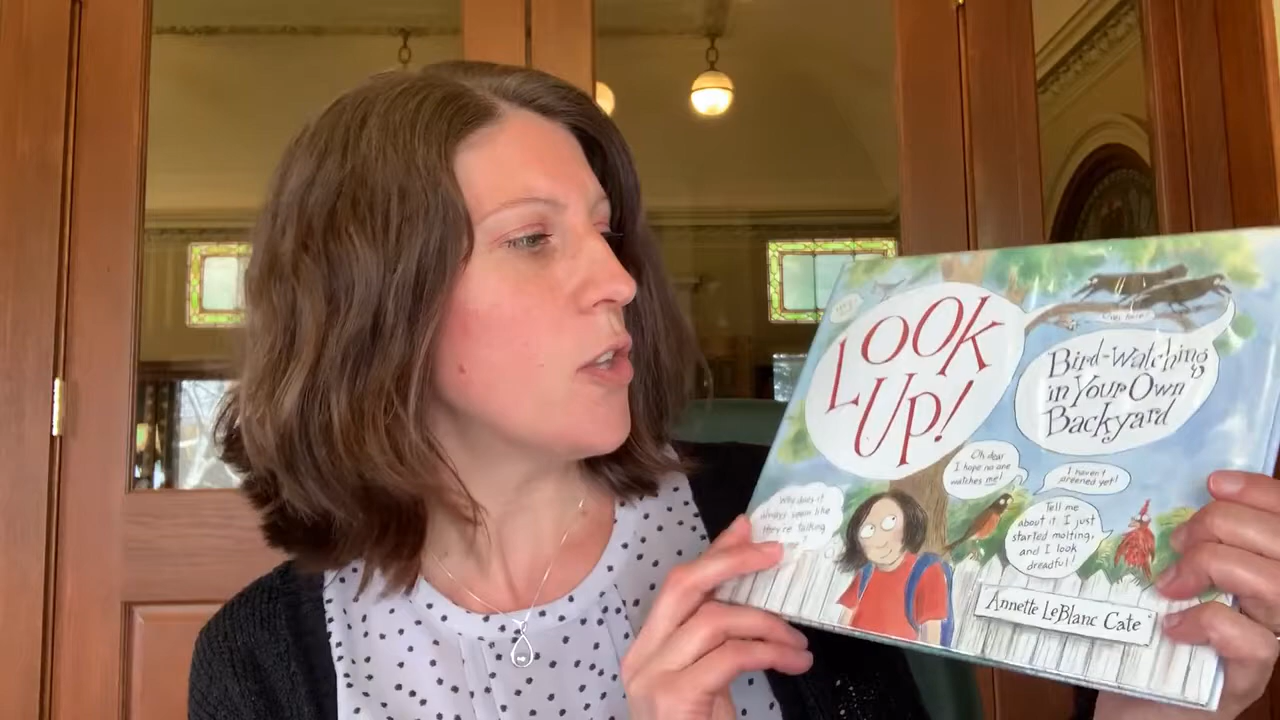 LOOK
UP!
Bird-Watching
in Your Own
Backyard
Oh dear
I hope no one
watches me!
I haven't
preened yet!
Why does it
always seem like
they're talking
Tell me
about it. I just
started molting,
and I look
dreadful!
Annette LeBlanc Cate